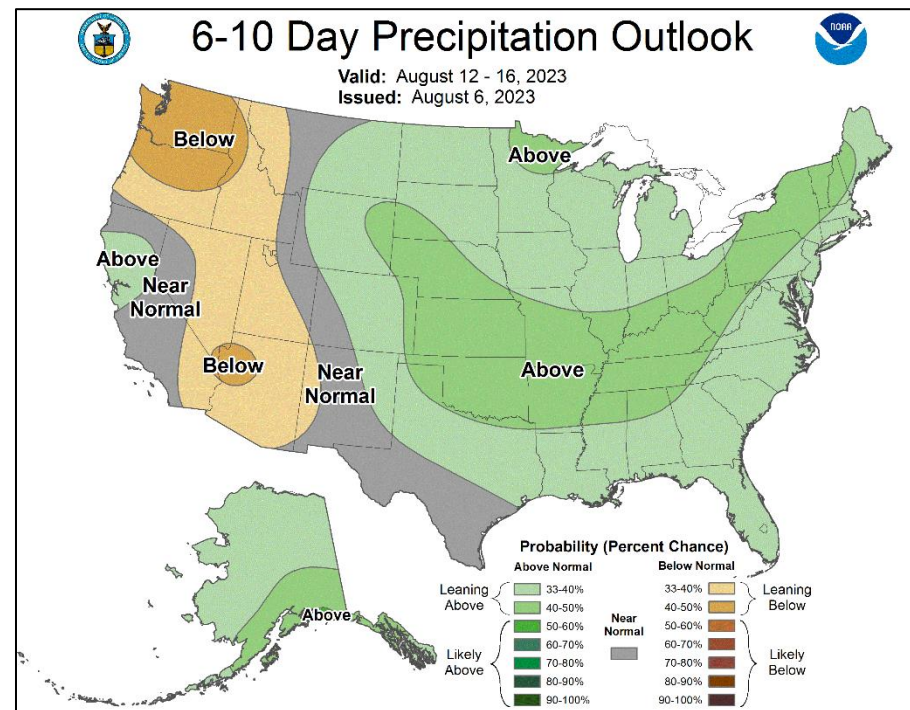 6-10 Day Precipitation Outlook
NOAA
Valid: August 12 - 16, 2023
Issued: August 6, 2023
Below
Above
Above
Near
Normal
Below
Near
Normal
Above
Above
Probability (Percent Chance)
Above Normal
Below Normal
Leaning
Above
33-40%
40-50%
Likely
Above
50-60%
60-70%
70-80%
80-90%
90-100%
Near
Normal
33-40%
40-50%
Leaning
Below
50-60%
60-70%
70-80%
80-90%
90-100%
Likely
Below